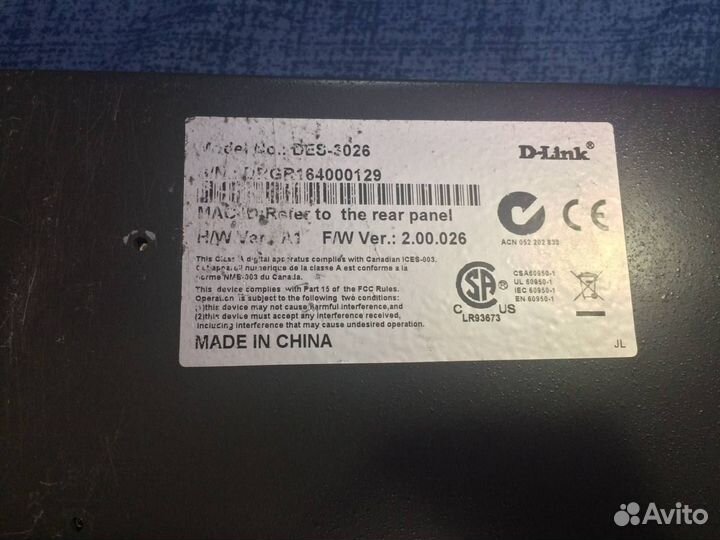 Model No.: DES-3026
D-Link®
164000129
MAC ID Refer to the rear panel
H/W Ver.: A1 F/W Ver.: 2.00.026
ACN 052 202 838
This Class A digital apparatus complies with Canadian ICES-003.
Cet appareil numerique de la classe A est conforme a la
norme NMB-003 du Canada.
This device complies with Part 15 of the FCC Rules.
Operation is subject to the following two conditions:
(1)this device may not cause harmful interference,and
(2)this device must accept any interference received,
including interference that may cause undesired operation.
SA
C US
LR93673
CSA60950-1
UL 60950-1
IEC 60950-1
EN 60950-1
CE
MADE IN CHINA
JL
Avito